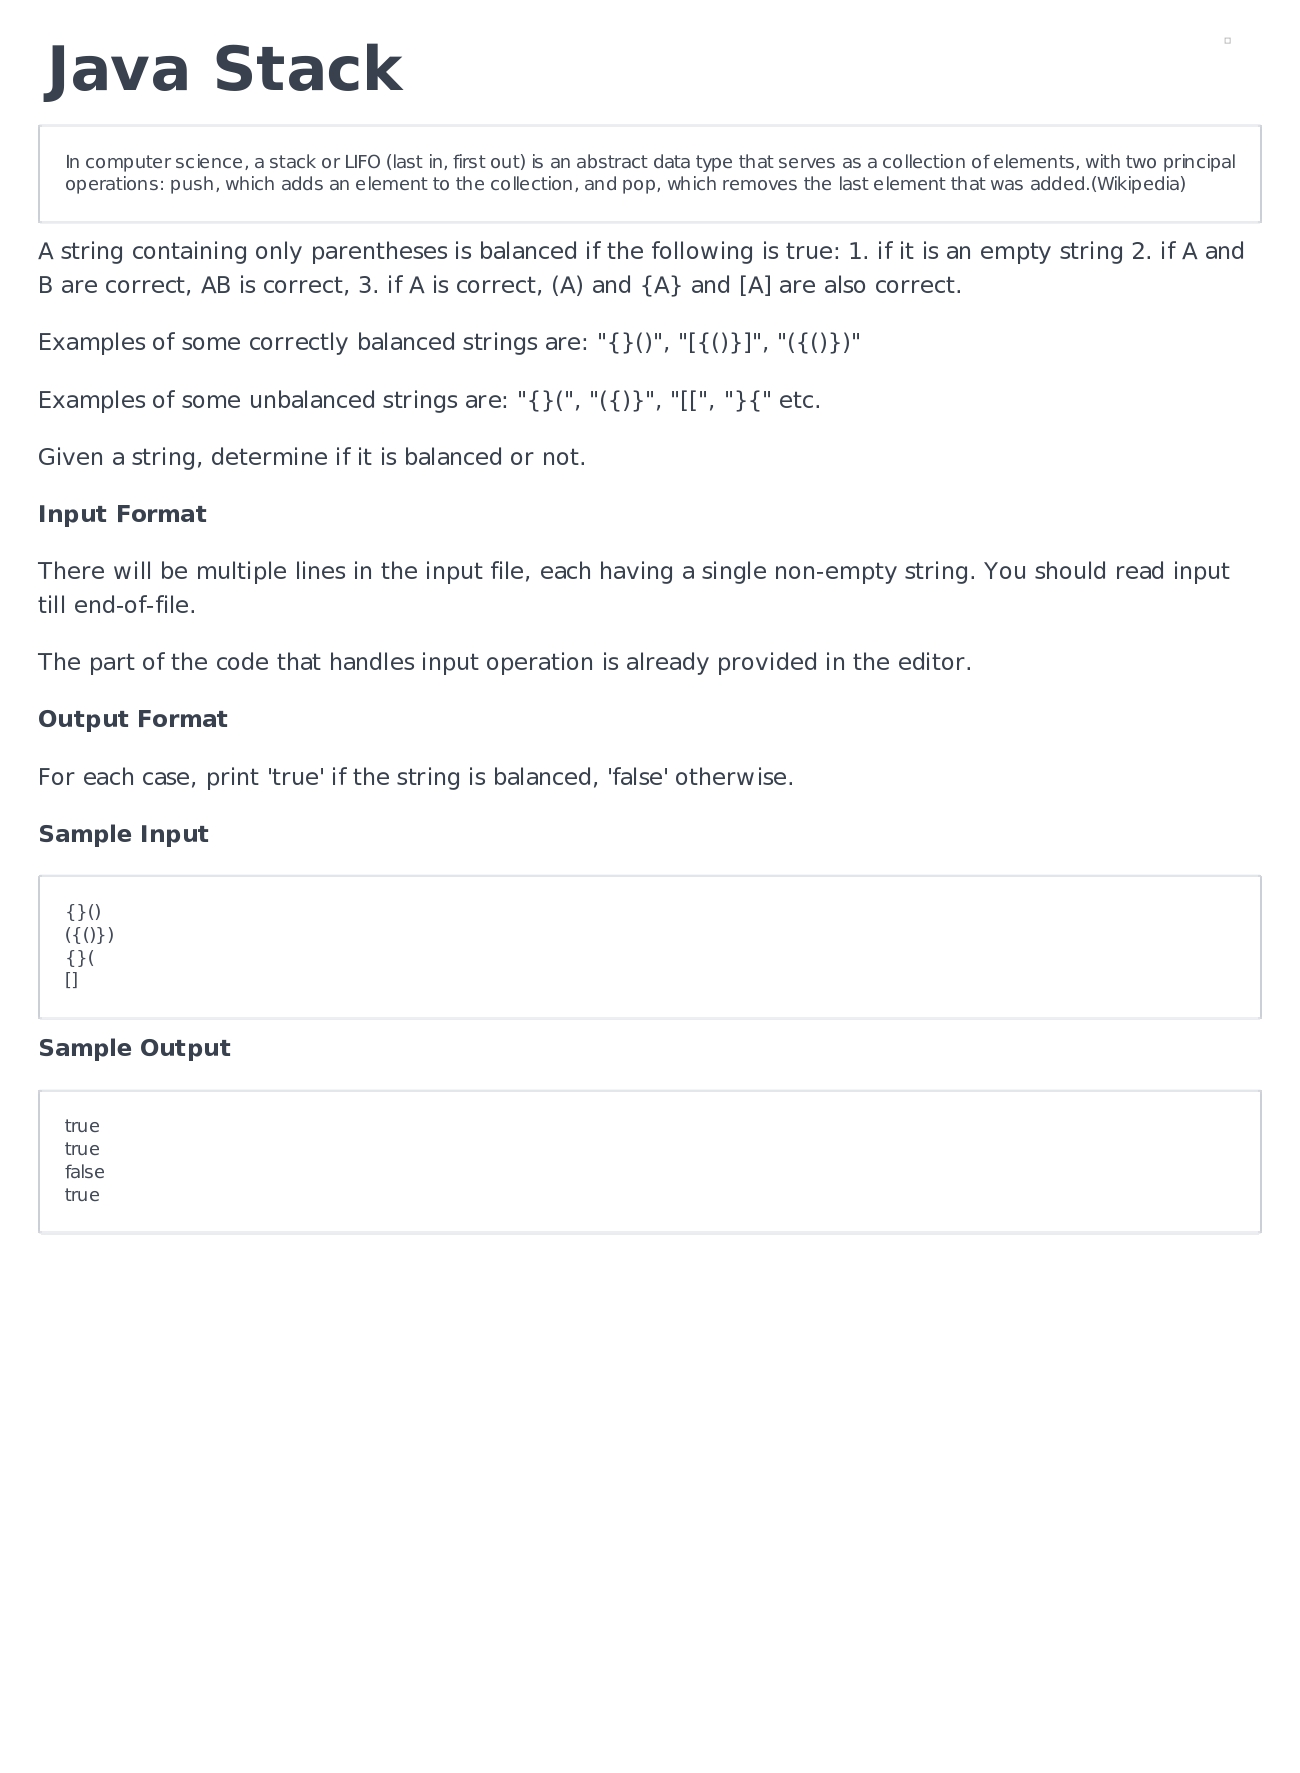 Java Stack
In computer science, a stack or LIFO (last in, first out) is an abstract data type that serves as a collection of elements, with two principal
operations: push, which adds an element to the collection, and pop, which removes the last element that was added.(Wikipedia)
A string containing only parentheses is balanced if the following is true: 1. if it is an empty string 2. if A and
B are correct, AB is correct, 3. if A is correct, (A) and {A} and [A] are also correct.
Examples of some correctly balanced strings are: "{}()", "[{()}]", "({()})"
Examples of some unbalanced strings are: "{}(", "({)}", "[[", "}{" etc.
Given a string, determine if it is balanced or not.
Input Format
There will be multiple lines in the input file, each having a single non-empty string. You should read input
till end-of-file.
The part of the code that handles input operation is already provided in the editor.
Output Format
For each case, print 'true' if the string is balanced, 'false' otherwise.
Sample Input
{}()
({()})
{}(
[]
Sample Output
true
true
false
true